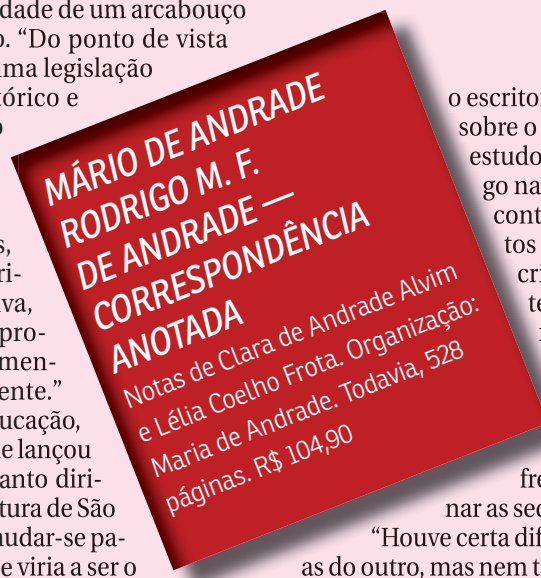 dade de um arcabouço
o. “Do ponto de vista
ma legislação
tórico e
MÁRIO DE ANDRADE
RODRIGO M. F.
DE ANDRADE —
CORRESPONDÊNCIA
ANOTADA
Notas de Clara de Andrade Alvim
e Lélia Coelho Frota. Organização:
Maria de Andrade. Todavia, 528
páginas. R$ 104,90
s,
ri-
va,
pro-
men-
ente.”
ucação,
e lançou
anto diri-
tura de São
udar-se pa-
e viria a ser o
o escritor
sobre o
estudo
go na
cont
tos
cri
te
fre
nar as sec
“Houve certa dif
as do outro, mas nem t